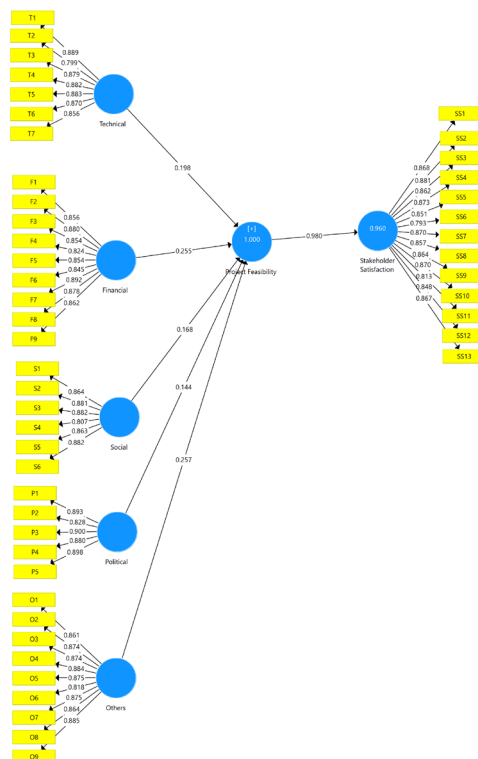 T1
T2
T3
T4
T5
T6
T7
0.889
0.799
0.879
0.882
0.883
0.870
0.856
Technical
0.198
F1
F2
F3
F4
F5
F6
F7
F8
F9
0.856
0.880
0.854
0.824
0.854
0.845
0.892
0.878
0.862
Financial
0.255
S1
S2
S3
S4
S5
S6
0.864
0.881
0.882
0.807
0.863
0.882
Social
0.168
P1
P2
P3
P4
P5
0.893
0.828
0.900
0.880
0.898
Political
0.144
O1
O2
O3
O4
O5
O6
O7
O8
O9
0.861
0.874
0.874
0.884
0.875
0.818
0.875
0.864
0.885
Others
0.257
[+]
1.000
Project Feasibility
0.980
0.960
Stakeholder
Satisfaction
0.868
0.881
0.862
0.873
0.851
0.793
0.870
0.857
0.864
0.870
0.813
0.848
0.867
SS1
SS2
SS3
SS4
SS5
SS6
SS7
SS8
SS9
SS10
SS11
SS12
SS13